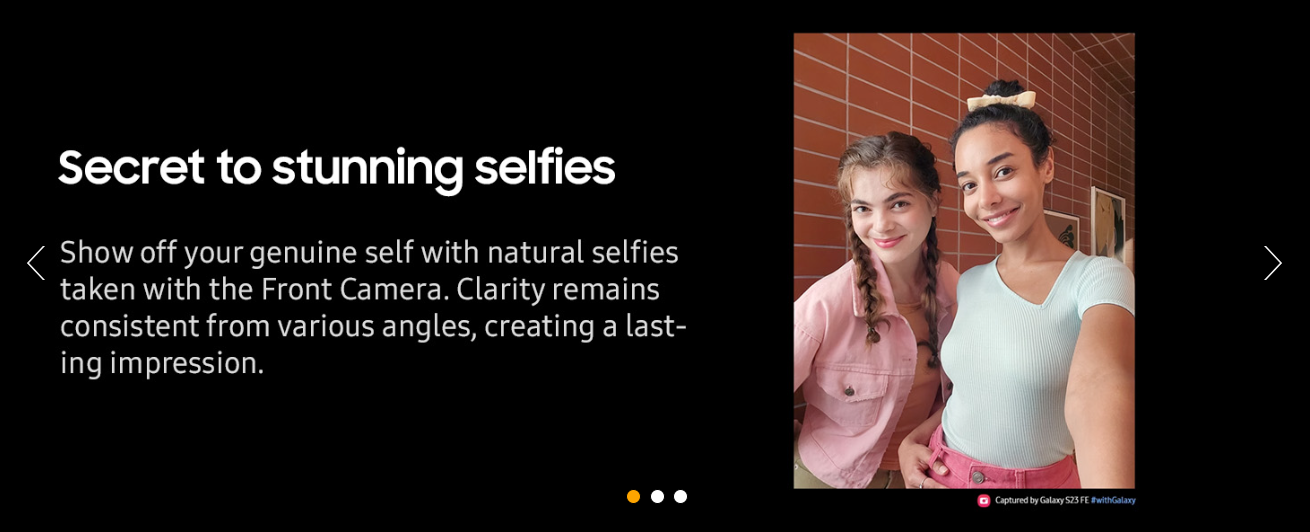 Secret to stunning selfies
Show off your genuine self with natural selfies
taken with the Front Camera. Clarity remains
consistent from various angles, creating a last-
ing impression.
Captured by Galaxy S23 FE #withGalaxy